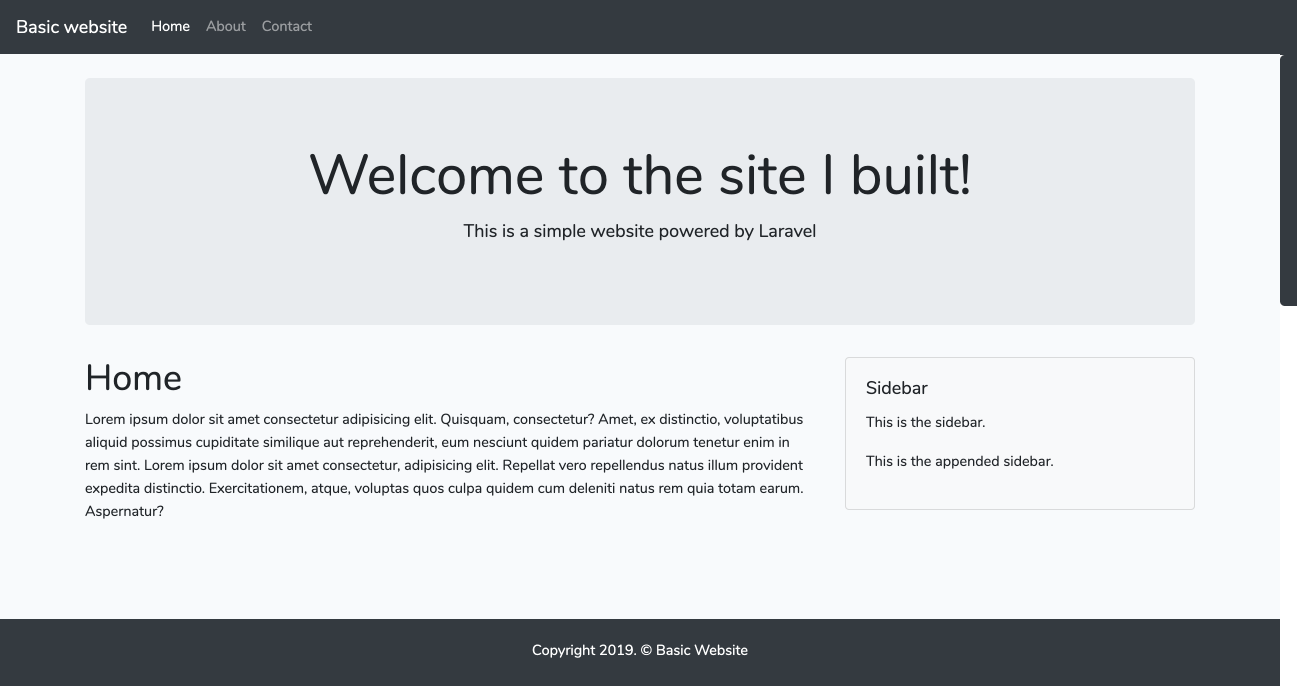 Basic website Home About Contact
Welcome to the site I built!
This is a simple website powered by Laravel
Home
Lorem ipsum dolor sit amet consectetur adipisicing elit. Quisquam, consectetur? Amet, ex distinctio, voluptatibus
aliquid possimus cupiditate similique aut reprehenderit, eum nesciunt quidem pariatur dolorum tenetur enim in
rem sint. Lorem ipsum dolor sit amet consectetur, adipisicing elit. Repellat vero repellendus natus illum provident
expedita distinctio. Exercitationem, atque, voluptas quos culpa quidem cum deleniti natus rem quia totam earum.
Aspernatur?
Sidebar
This is the sidebar.
This is the appended sidebar.
Copyright 2019. © Basic Website